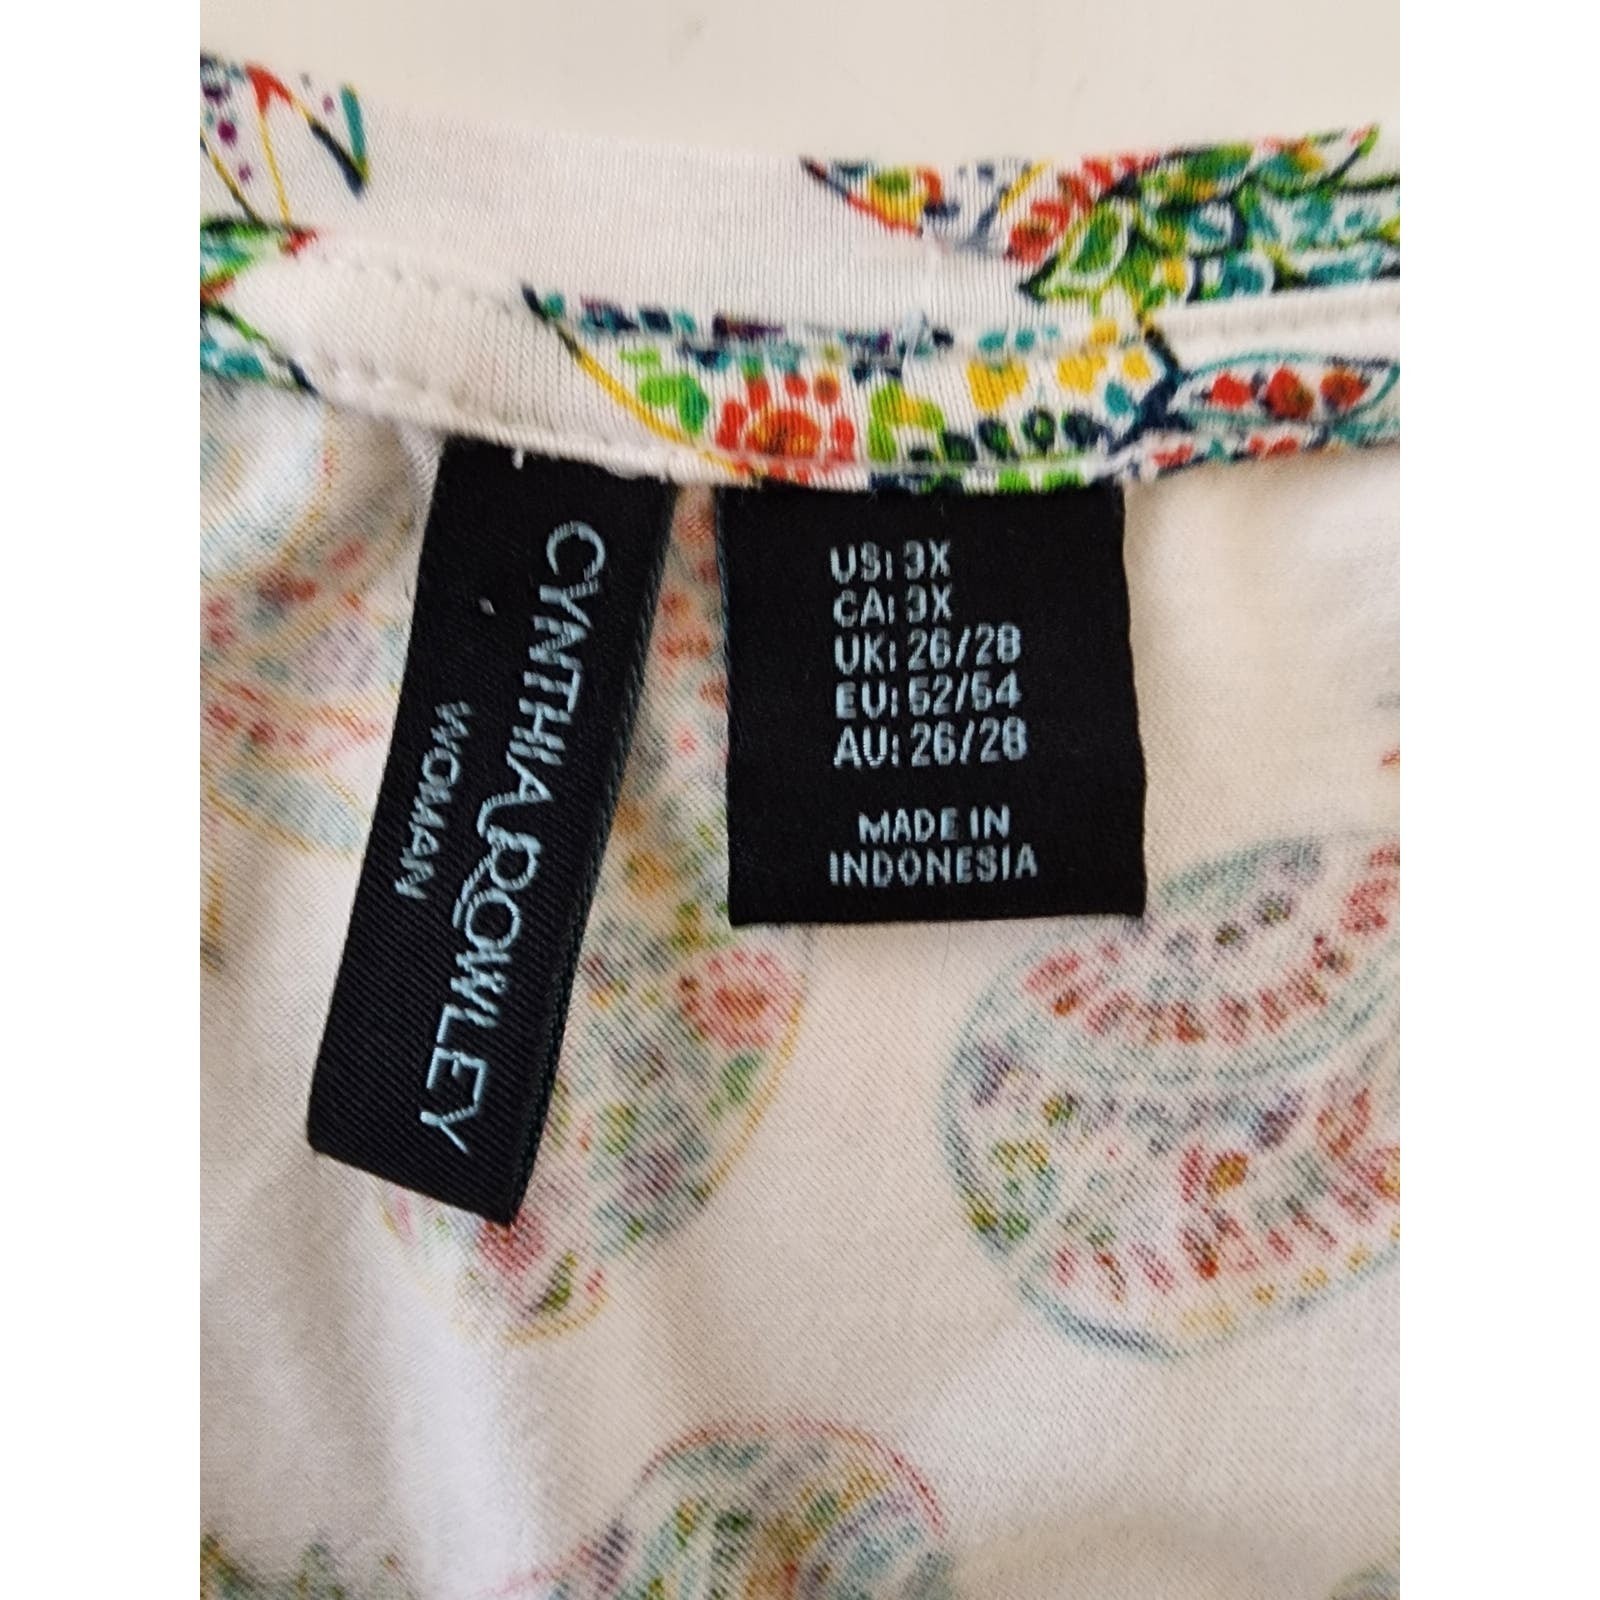 CYNTHIA ROWLEY
WOMAN
US: 3X
CA: 3X
UK: 26/28
EU: 52/54
AU: 26/28
MADE IN
INDONESIA